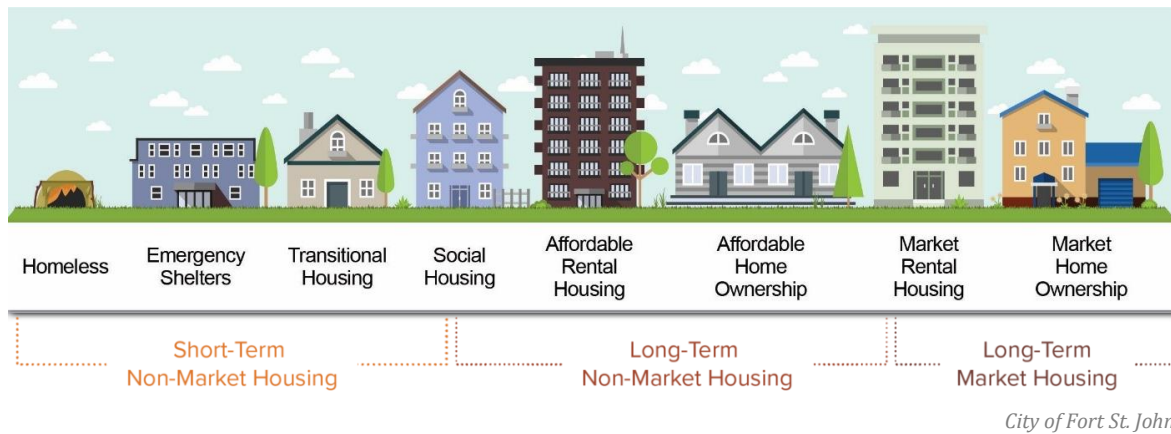 Homeless
Emergency
Shelters
Transitional
Housing
Social
Housing
Affordable
Rental
Housing
Affordable
Home
Ownership
Market
Rental
Housing
Market
Home
Ownership
Short-Term
Non-Market Housing
Long-Term
Non-Market Housing
Long-Term
Market Housing
City of Fort St. John